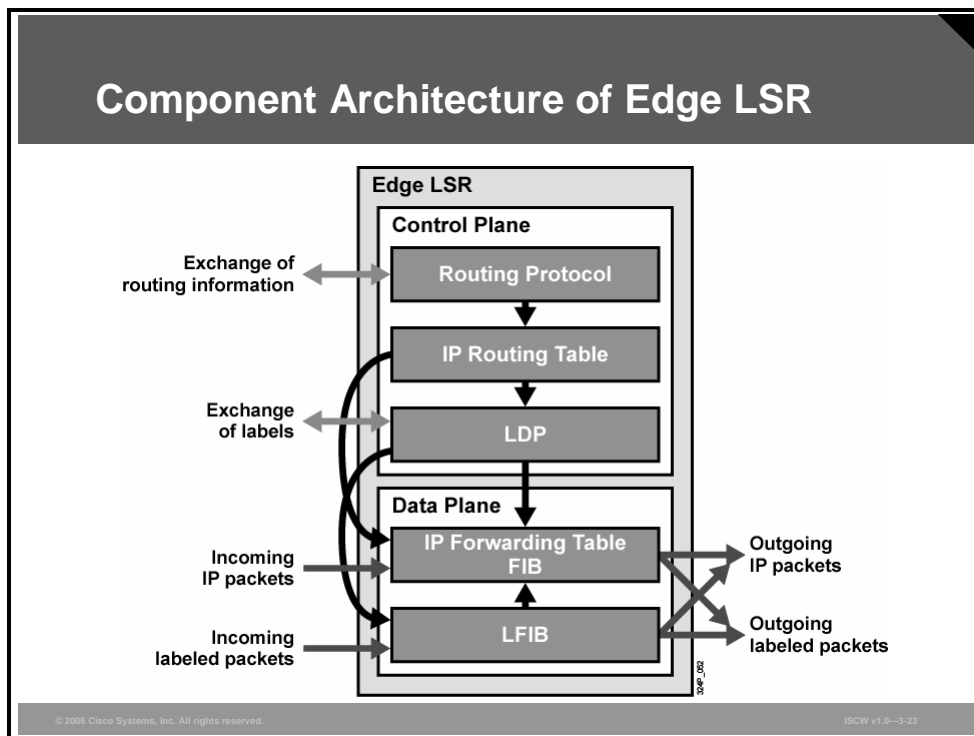 Component Architecture of Edge LSR
Edge LSR
Control Plane
Exchange of
routing information
Routing Protocol
IP Routing Table
Exchange
of labels
LDP
Data Plane
IP Forwarding Table
FIB
Incoming
IP packets
Outgoing
IP packets
LFIB
Incoming
labeled packets
Outgoing
labeled packets
324P_052
© 2006 Cisco Systems, Inc. All rights reserved.
ISCW v1.0—3-23